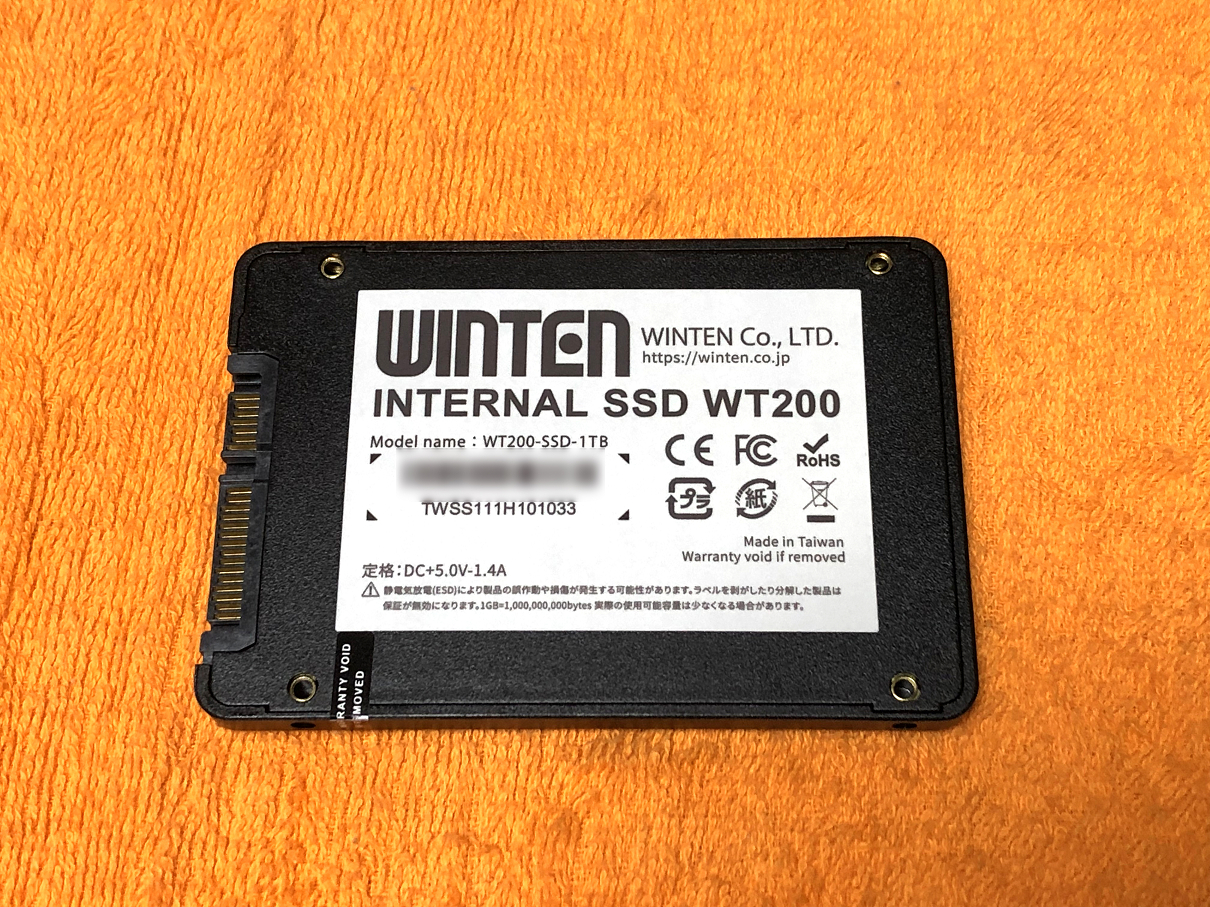 WINTEN
WINTEN Co., LTD.
https://winten.co.jp
INTERNAL SSD WT200
Model name : WT200-SSD-1TB
TWSS111H101033
CE FC RoHS
プラ 紙
Made in Taiwan
Warranty void if removed
定格:DC+5.0V-1.4A
静電気放電(ESD)により製品の誤作動や損傷が発生する可能性があります。ラベルを剥がしたり分解した製品は
保証が無効になります。1GB=1,000,000,000bytes 実際の使用可能容量は少なくなる場合があります。
RANTY VOID
MOVED